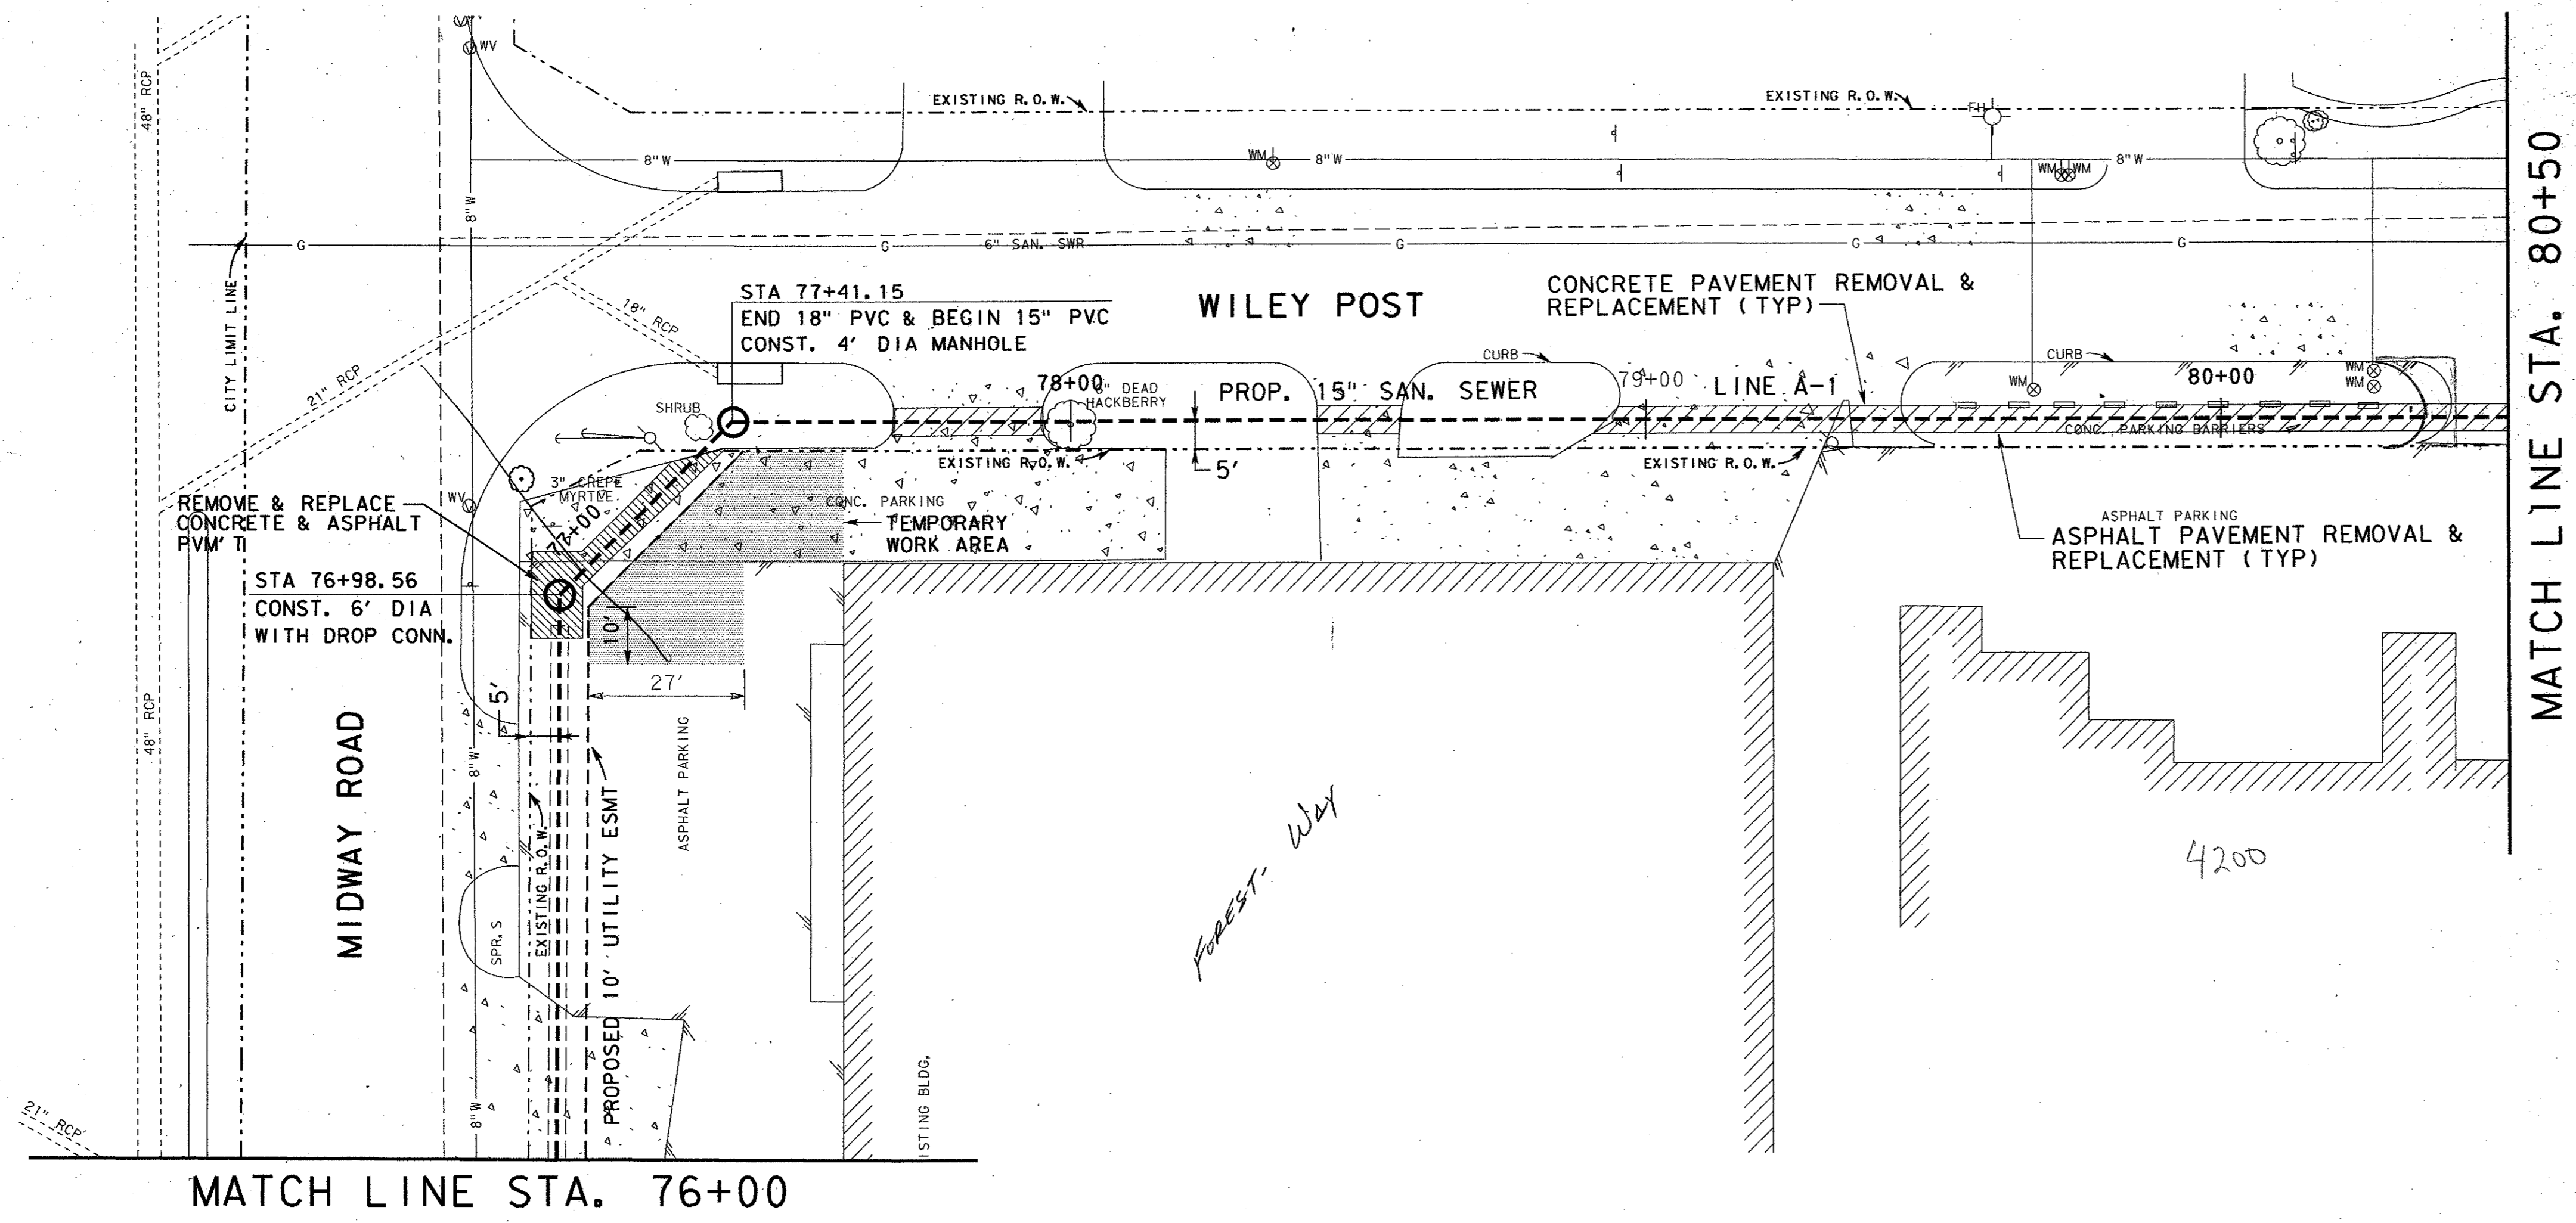 WV
48" RCP
EXISTING R.O.W.
EXISTING R.O.W.
FH
8" W
WM
8" W
WM
WM
8" W
8" W
G
G
6" SAN. SWR
G
G
G
CITY LIMIT LINE
21" RCP
18" RCP
STA 77+41.15
END 18" PVC & BEGIN 15" PVC
CONST. 4' DIA MANHOLE
WILEY POST
CONCRETE PAVEMENT REMOVAL &
REPLACEMENT (TYP)
MATCH LINE STA. 80+50
CURB
CURB
78+00
DEAD
HACKBERRY
PROP. 15" SAN. SEWER
79+00
LINE A-1
WM
80+00
WM
WM
SHRUB
CONC. PARKING BARRIERS
EXISTING R.O.W.
5'
EXISTING R.O.W.
WV
3" CREPE
MYRTLE
77+00
CONC. PARKING
TEMPORARY
WORK AREA
REMOVE & REPLACE
CONCRETE & ASPHALT
PVM'T
ASPHALT PARKING
ASPHALT PAVEMENT REMOVAL &
REPLACEMENT (TYP)
STA 76+98.56
CONST. 6' DIA
WITH DROP CONN.
10'
27'
5'
48" RCP
MIDWAY ROAD
8" W
ASPHALT PARKING
EXISTING R.O.W.
PROPOSED 10' UTILITY ESMT
SPR. S
FOREST WAY
4200
21" RCP
8" W
ISTING BLDG.
MATCH LINE STA. 76+00